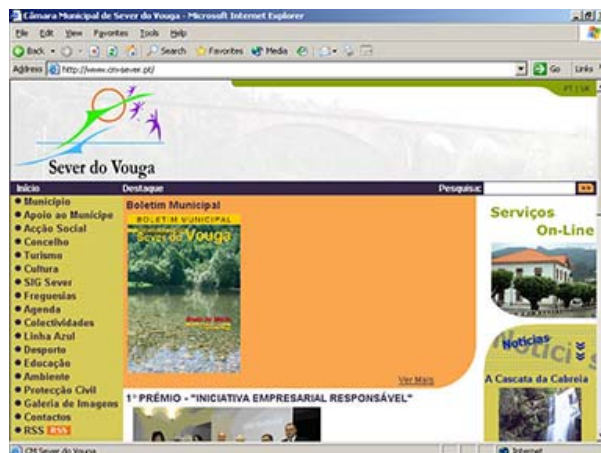 Câmara Municipal de Sever do Vouga - Microsoft Internet Explorer
File Edit View Favorites Tools Help
Back Search Favorites Media
Address http://www.cm-sever.pt/ Go Links
PT | UK
Sever do Vouga
Início Destaque Pesquisa:
Município
Apoio ao Munícipe
Acção Social
Concelho
Turismo
Cultura
SIG Sever
Freguesias
Agenda
Colectividades
Linha Azul
Desporto
Educação
Ambiente
Protecção Civil
Galeria de Imagens
Contactos
RSS RSS
Boletim Municipal
BOLETIM MUNICIPAL
Sever do Vouga
Ver Mais
1º PRÉMIO - "INICIATIVA EMPRESARIAL RESPONSÁVEL"
Serviços
On-Line
Notícias
A Cascata da Cabreia
CM Sever do Vouga Internet